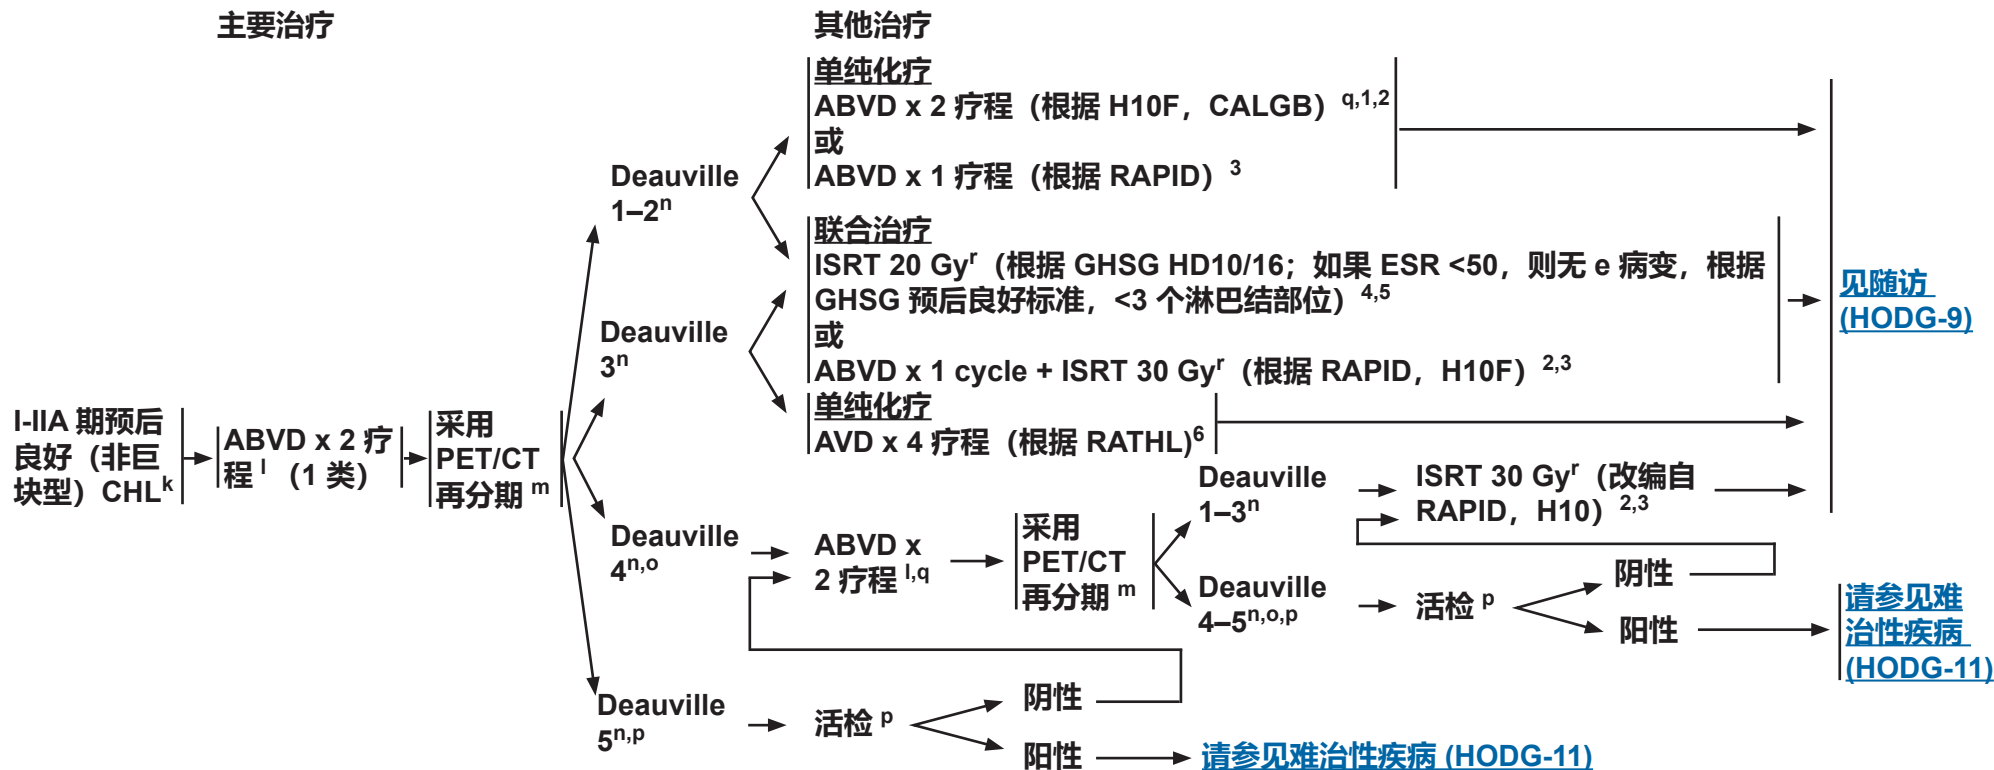 主要治疗
其他治疗
单纯化疗
ABVD x 2 疗程（根据 H10F，CALGB）q,1,2
或
ABVD x 1 疗程（根据 RAPID）3
Deauville
1–2n
联合治疗
ISRT 20 Gyr（根据 GHSG HD10/16；如果 ESR <50，则无 e 病变，根据
GHSG 预后良好标准，<3 个淋巴结部位）4,5
或
ABVD x 1 cycle + ISRT 30 Gyr（根据 RAPID，H10F）2,3
见随访
(HODG-9)
Deauville
3n
单纯化疗
AVD x 4 疗程（根据 RATHL)6
I-IIA 期预后
良好（非巨
块型）CHLk
ABVD x 2 疗
程 l（1 类）
采用
PET/CT
再分期 m
Deauville
4n,o
ABVD x
2 疗程 l,q
采用
PET/CT
再分期 m
Deauville
1–3n
ISRT 30 Gyr（改编自
RAPID，H10）2,3
Deauville
4–5n,o,p
活检 p
阴性
阳性
请参见难
治性疾病
(HODG-11)
Deauville
5n,p
活检 p
阴性
阳性
请参见难治性疾病 (HODG-11)